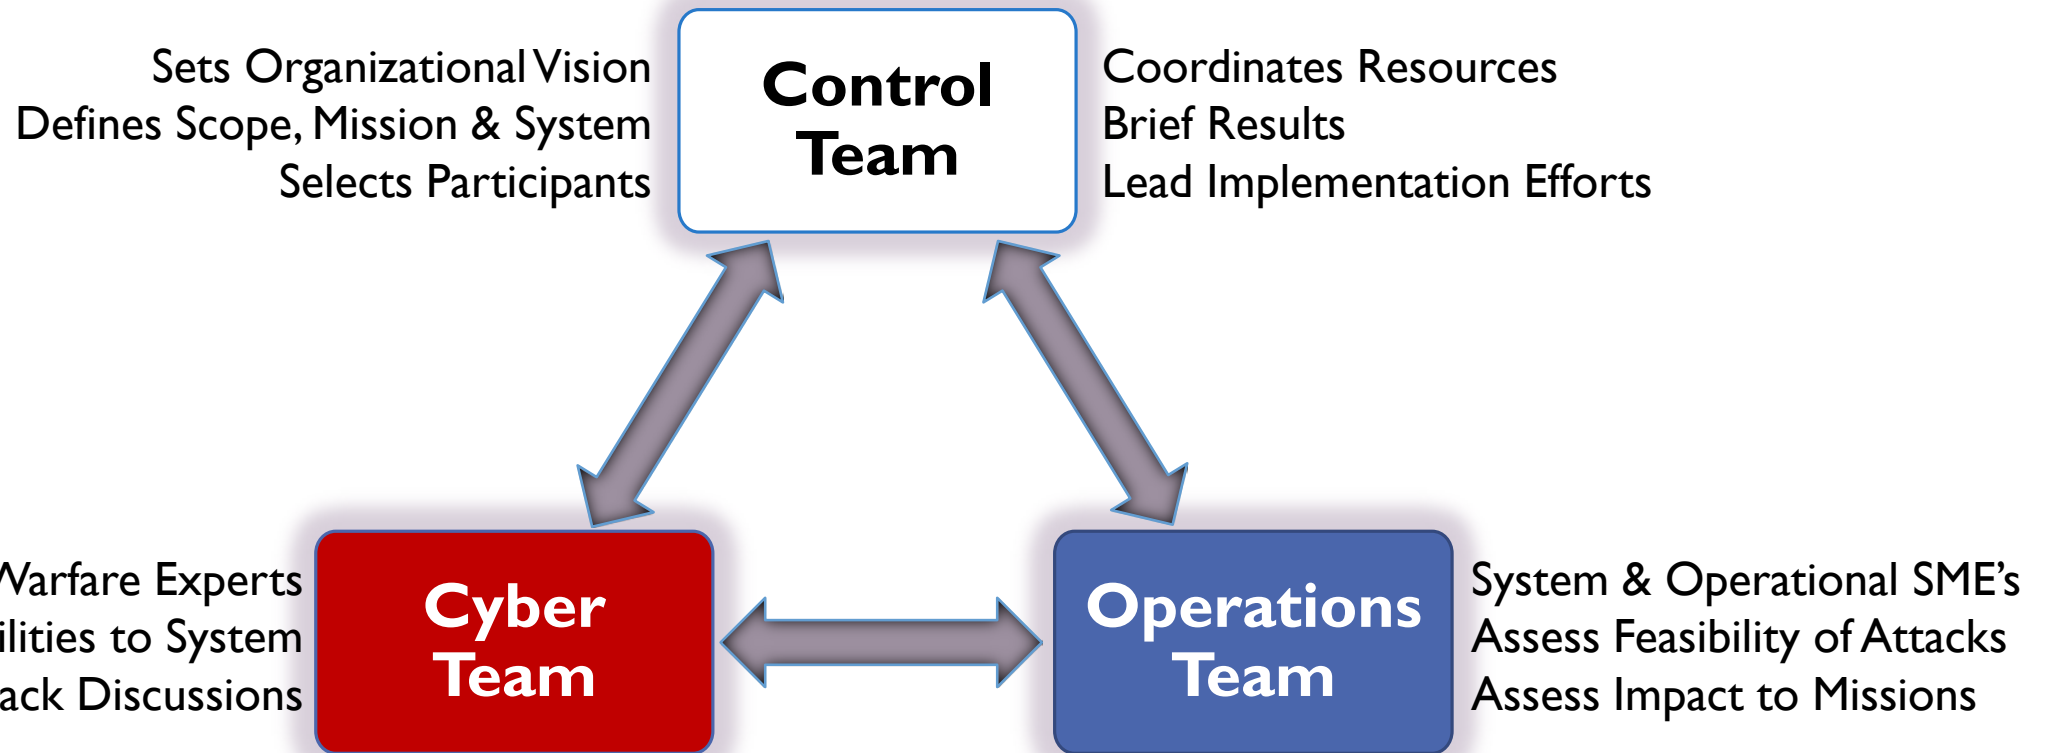 Sets Organizational Vision
Defines Scope, Mission & System
Selects Participants
Control
Team
Coordinates Resources
Brief Results
Lead Implementation Efforts
Warfare Experts
to System
Discussions
Cyber
Team
Operations
Team
System & Operational SME’s
Assess Feasibility of Attacks
Assess Impact to Missions